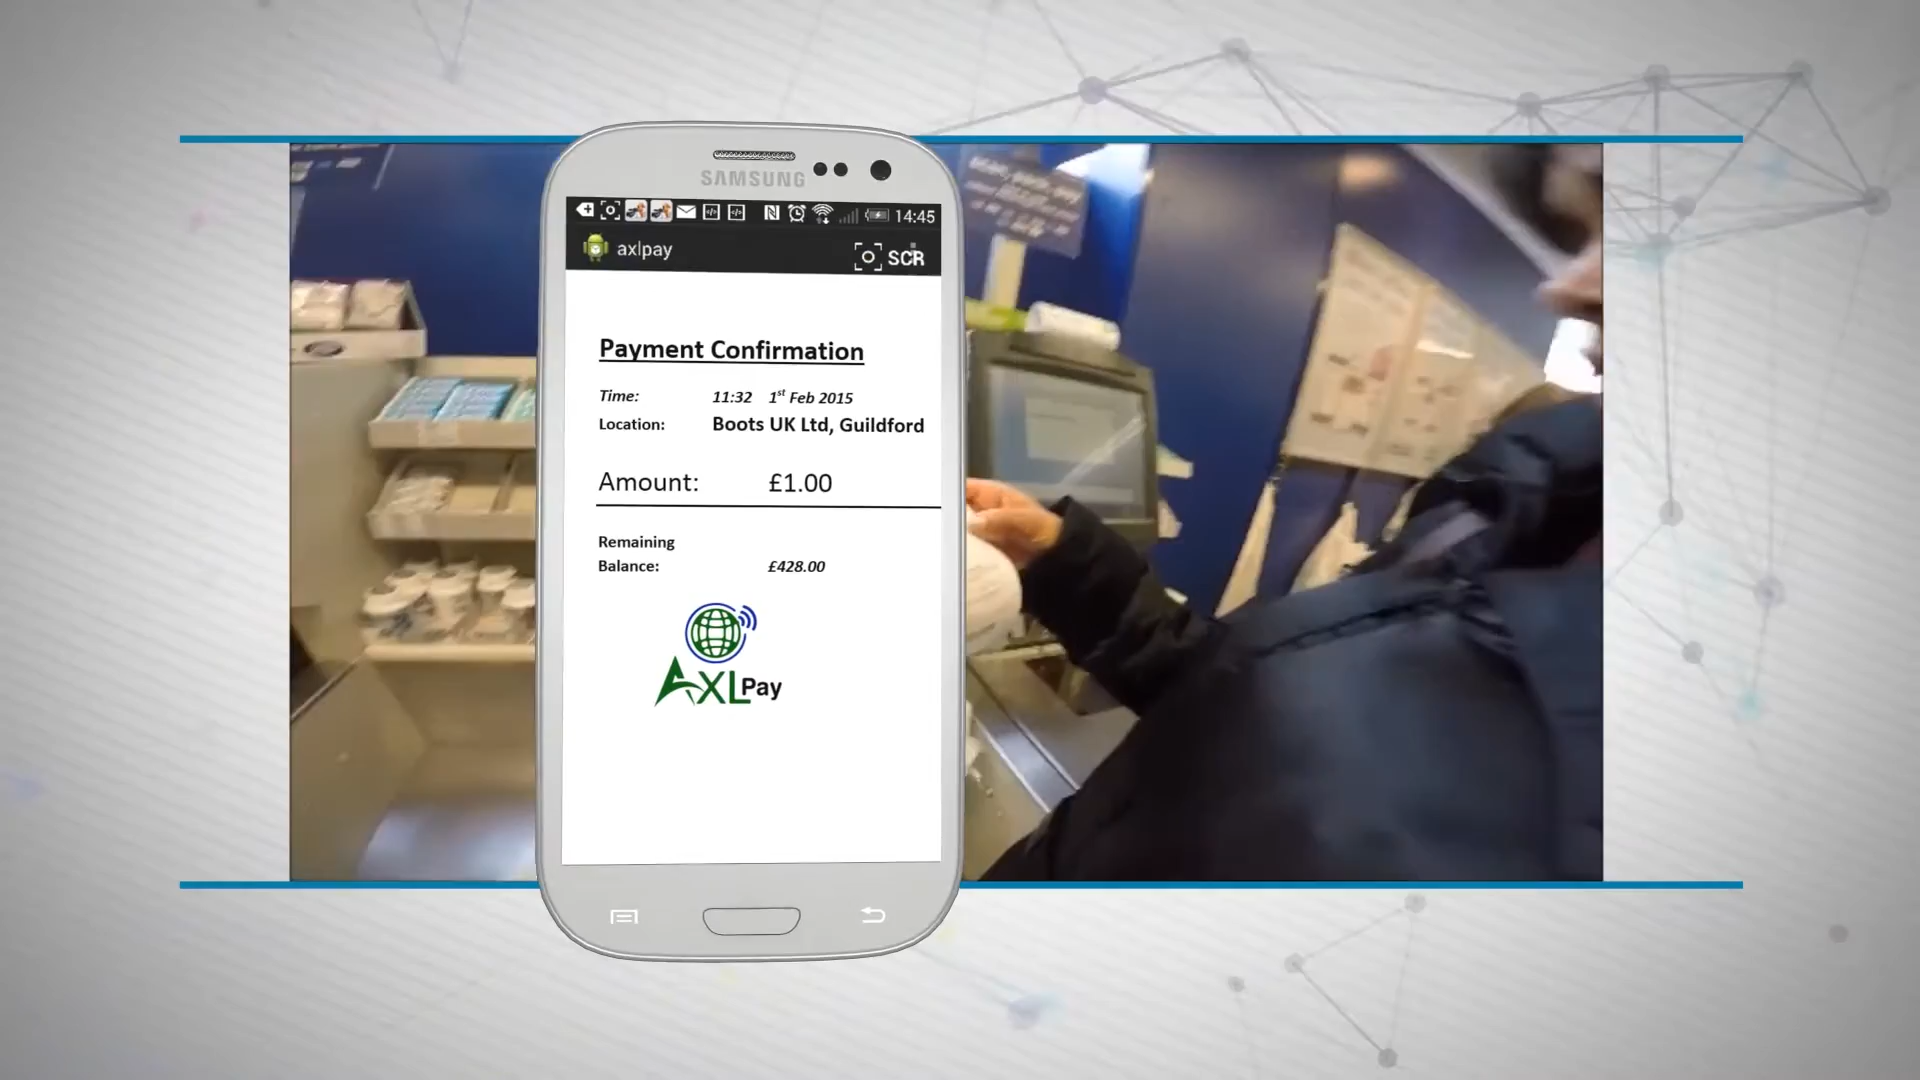 SAMSUNG
14:45
axlpay
SCR
Payment Confirmation
Time: 11:32 1st Feb 2015
Location: Boots UK Ltd, Guildford
Amount: £1.00
Remaining
Balance: £428.00
AXLPay